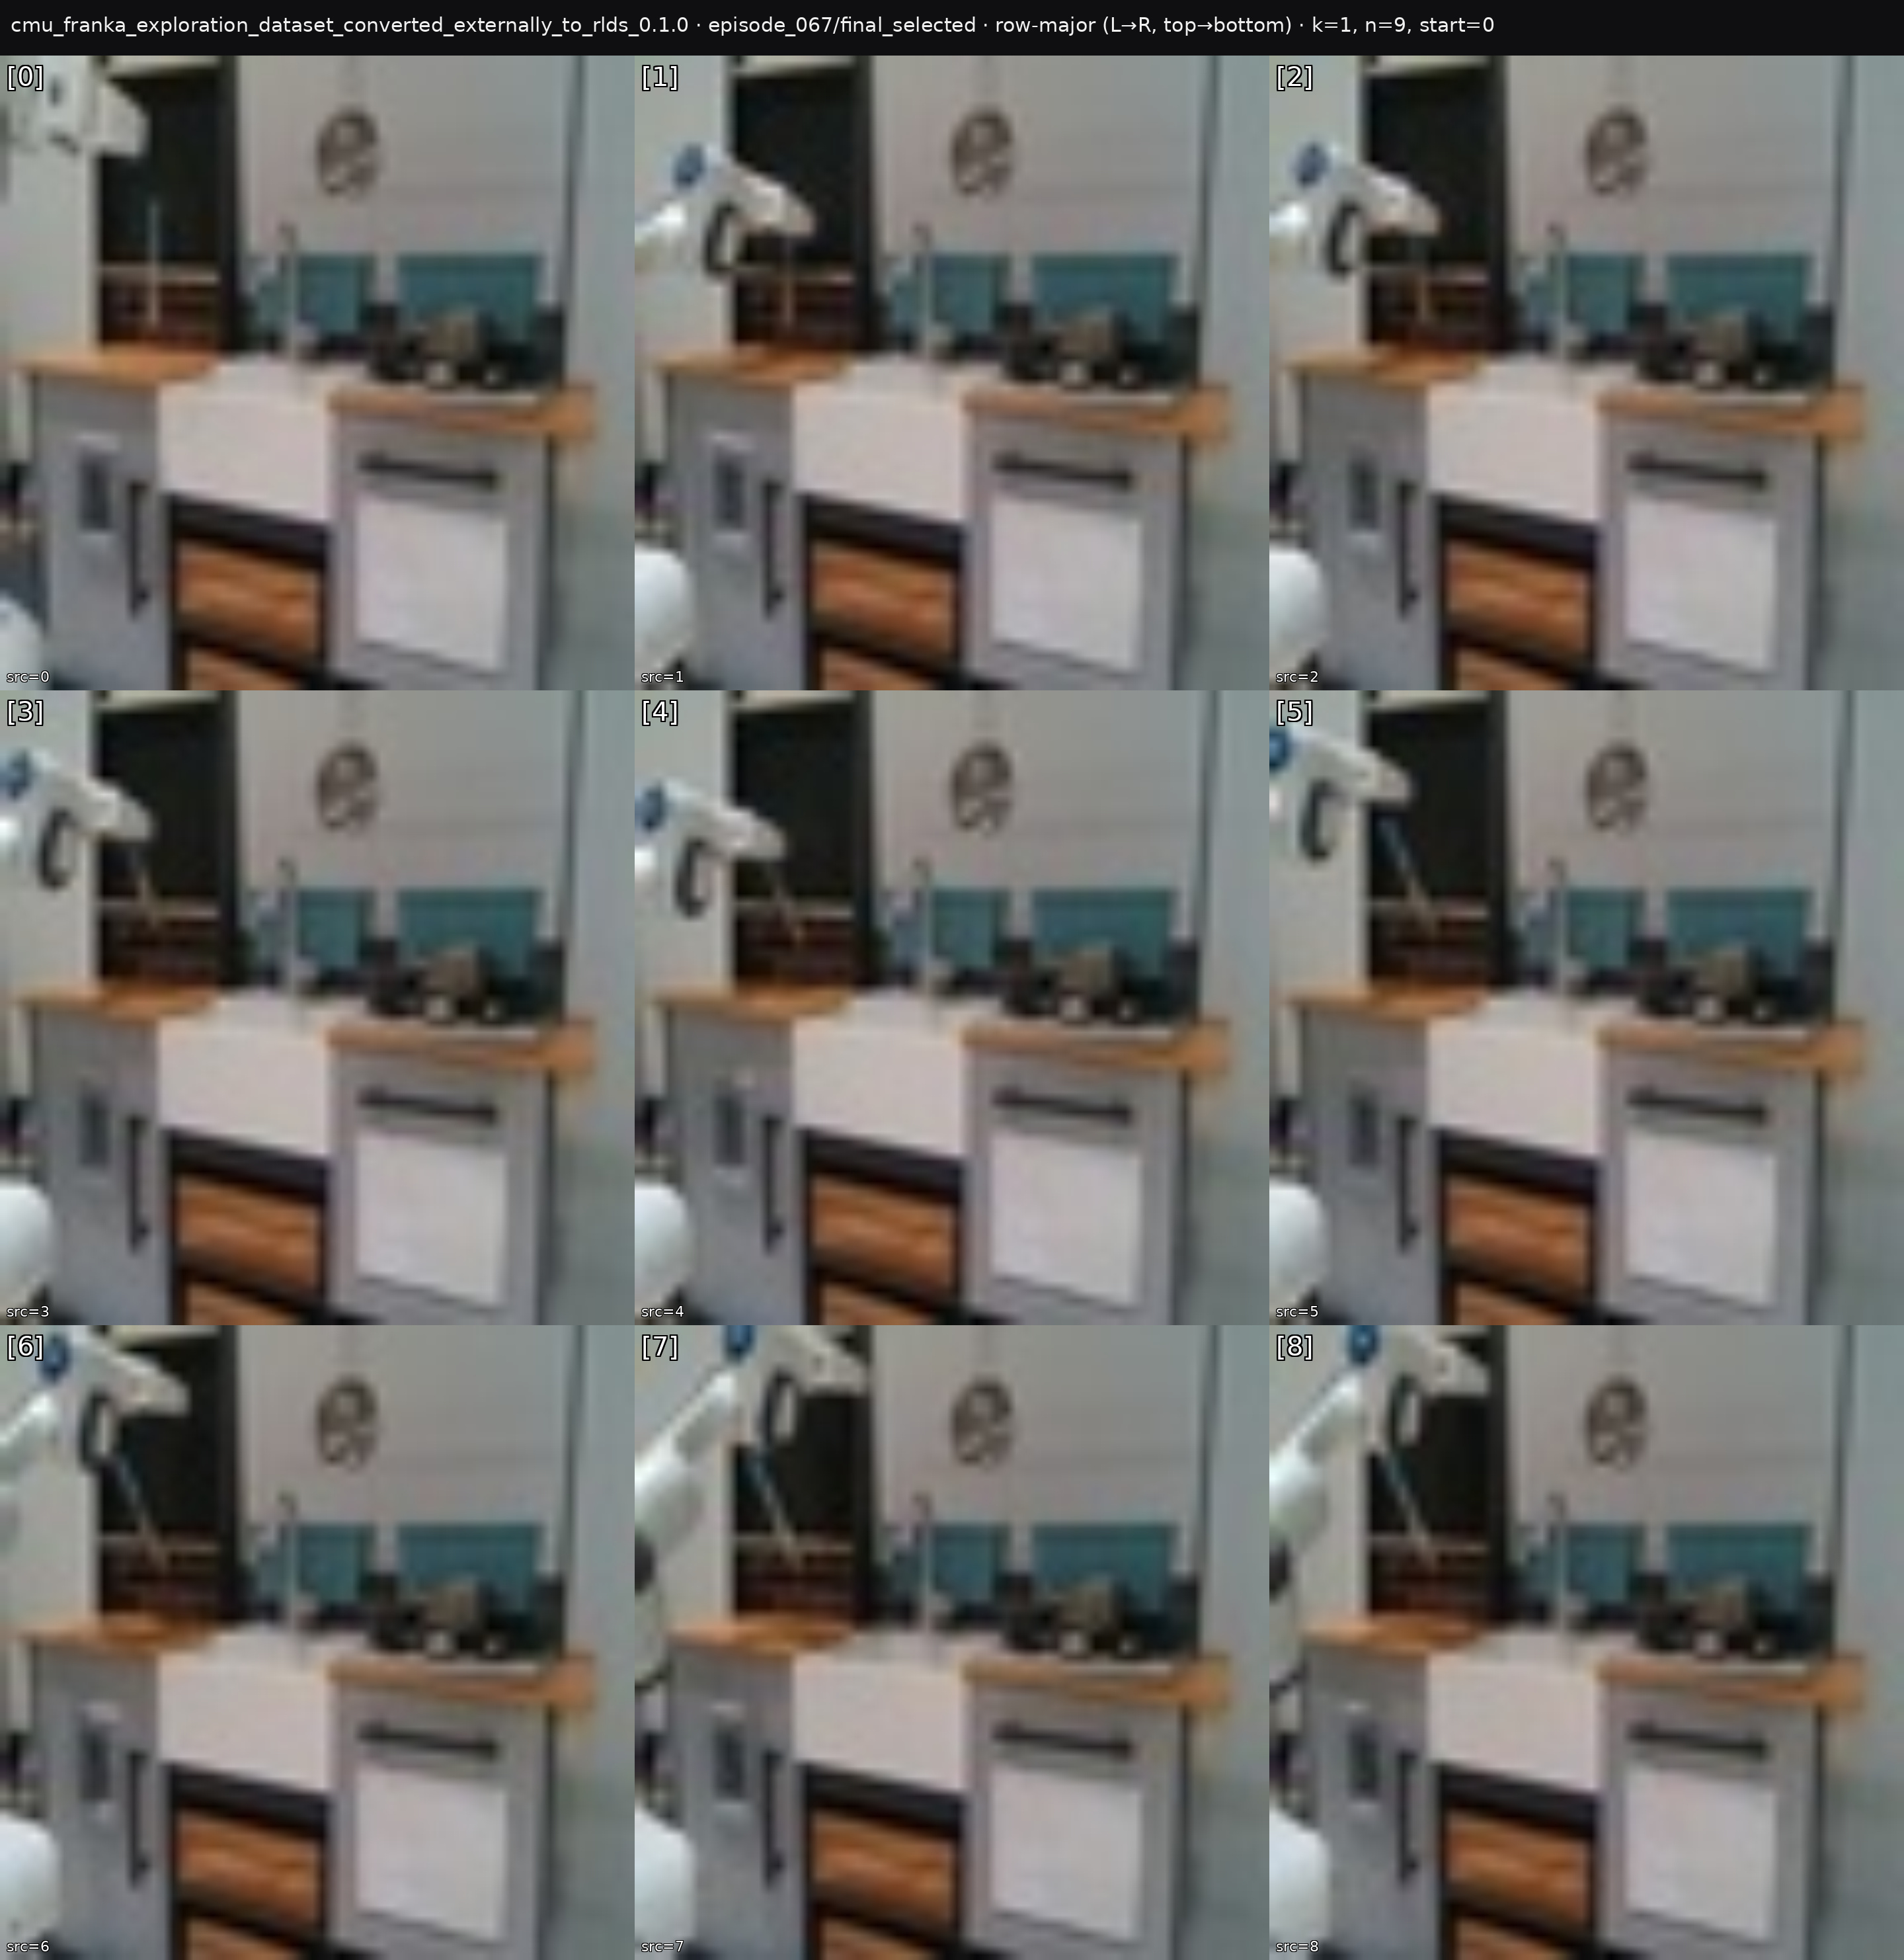 cmu_franka_exploration_dataset_converted_externally_to_rlds_0.1.0 · episode_067/final_selected · row-major (L→R, top→bottom) · k=1, n=9, start=0
[0]
[1]
[2]
src=0
src=1
src=2
[3]
[4]
[5]
src=3
src=4
src=5
[6]
[7]
[8]
src=6
src=7
src=8